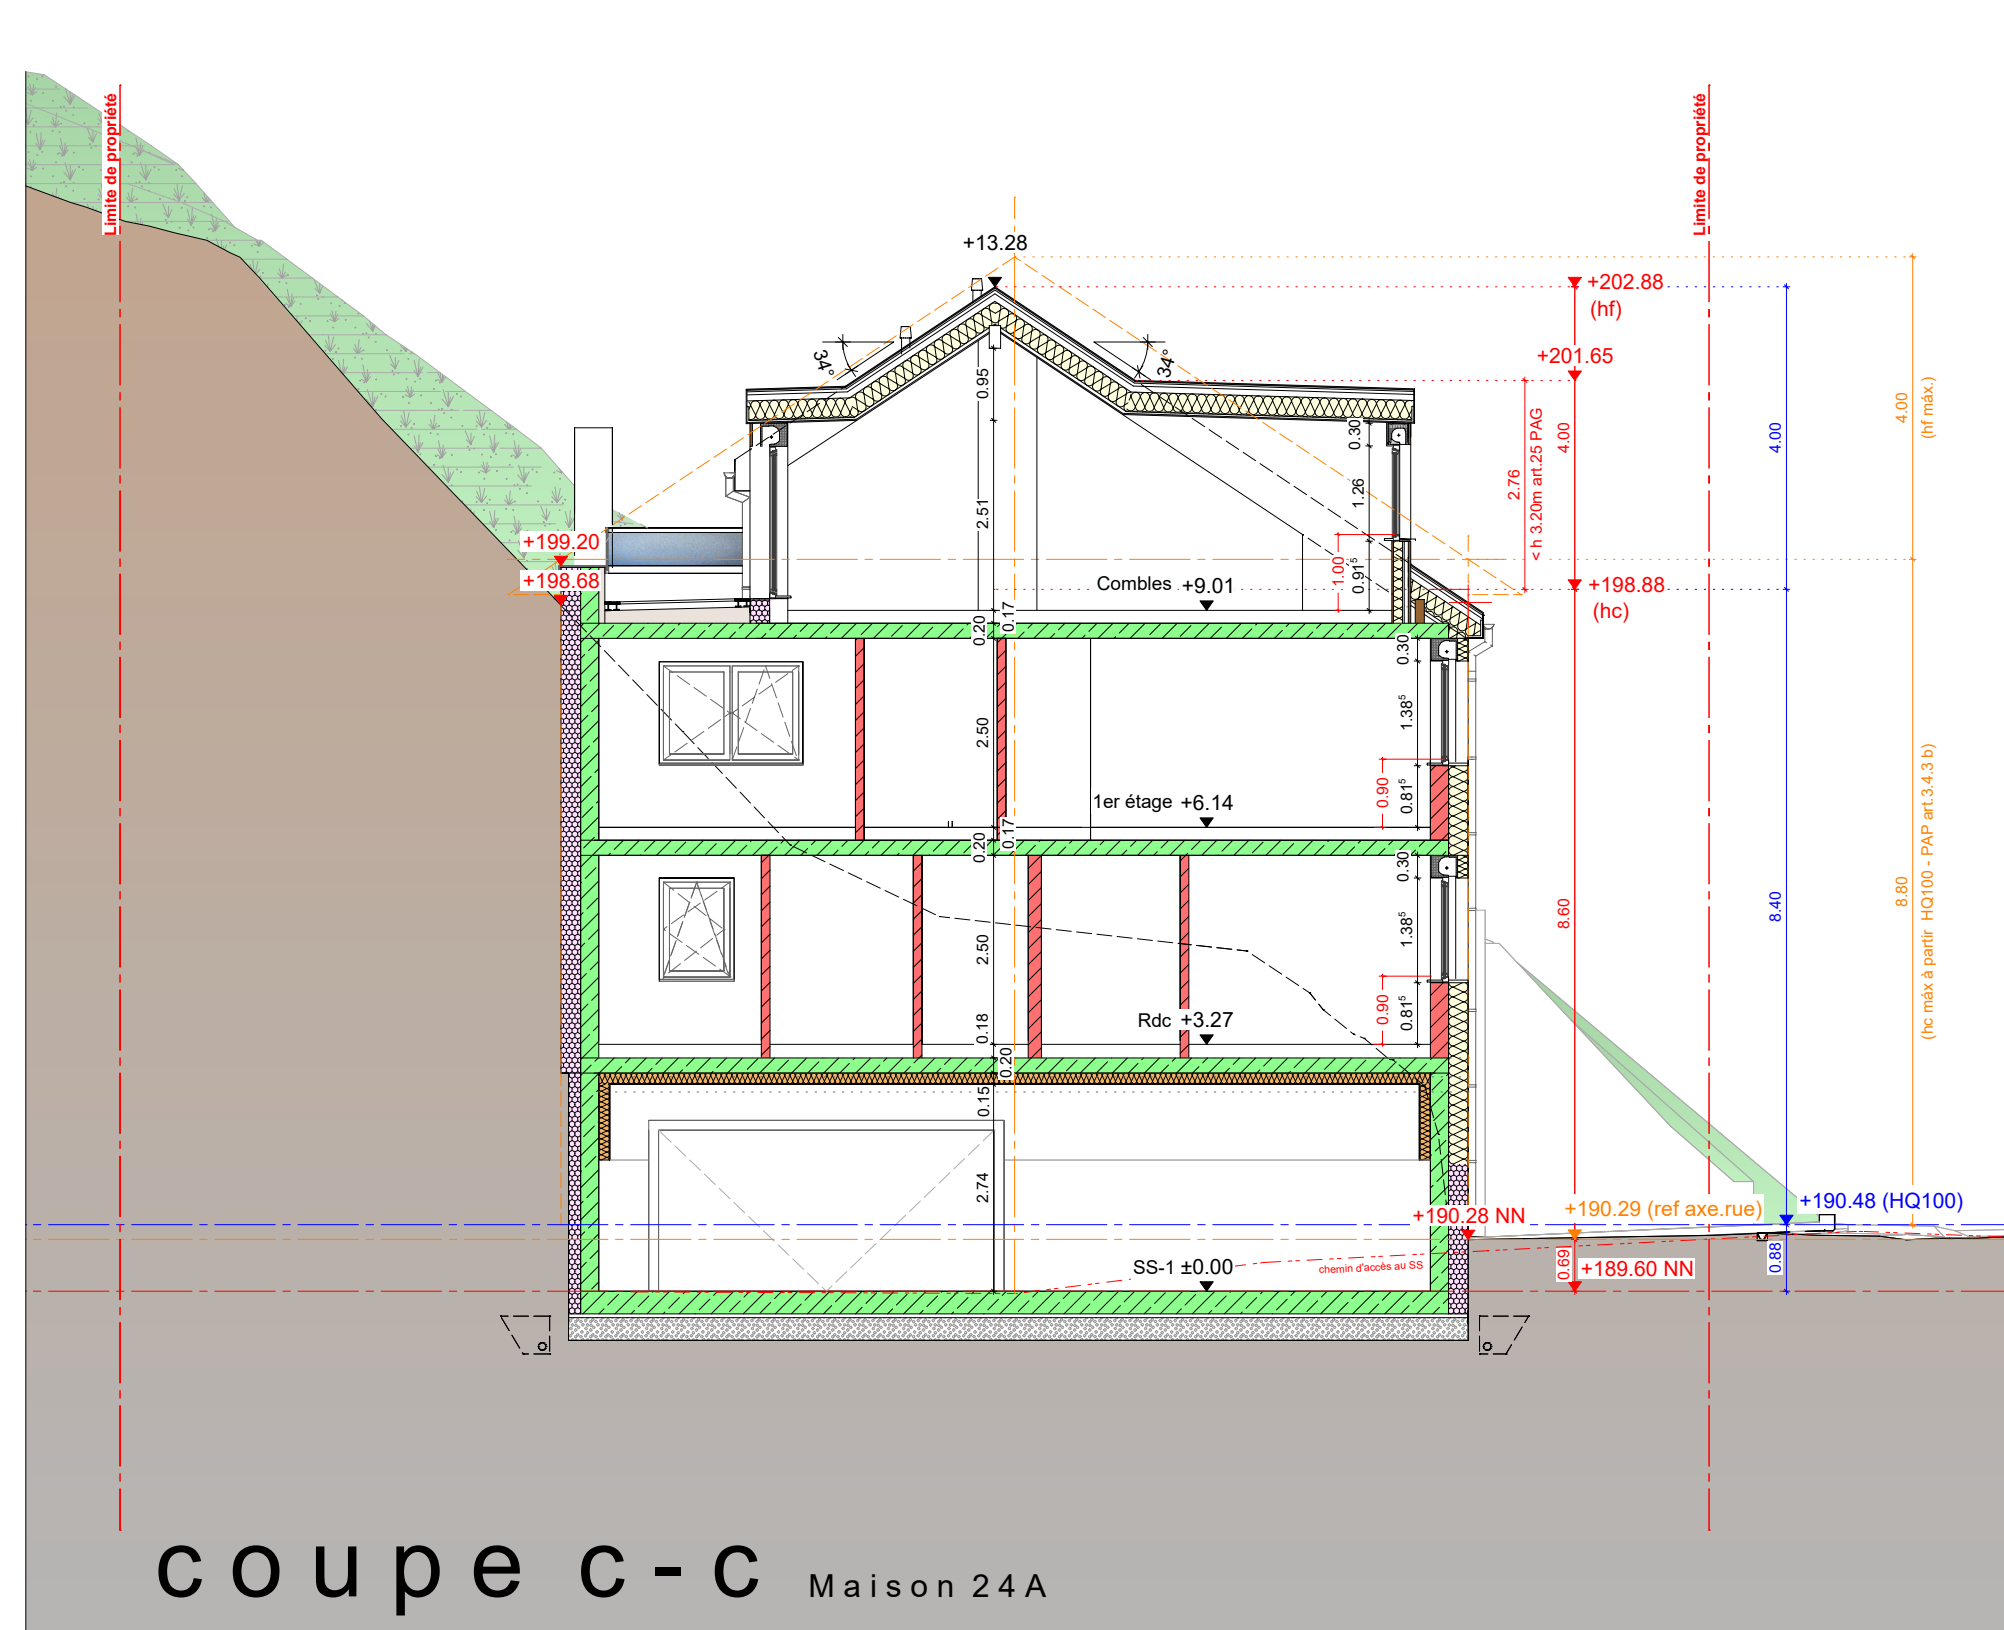 Limite de propriété
Limite de propriété
+13.28
+202.88
(hf)
+201.65
34°
34°
0.95
2.51
0.30
1.26
0.91⁵
1.00
2.76
< h 3.20m art.25 PAG
4.00
4.00
4.00
(hf máx.)
+199.20
+198.68
Combles +9.01
+198.88
(hc)
0.20
0.17
0.30
2.50
1.38⁵
0.90
0.81⁵
1er étage +6.14
0.20
0.17
0.30
2.50
1.38⁵
0.90
0.81⁵
8.60
8.40
8.80
(hc máx à partir HQ100 - PAP art.3.4.3 b)
Rdc +3.27
0.18
0.20
0.15
2.74
+190.28 NN
+190.29 (ref axe.rue)
+190.48 (HQ100)
SS-1 ±0.00
chemin d'accès au SS
0.69
+189.60 NN
0.88
coupe c-c Maison 24A